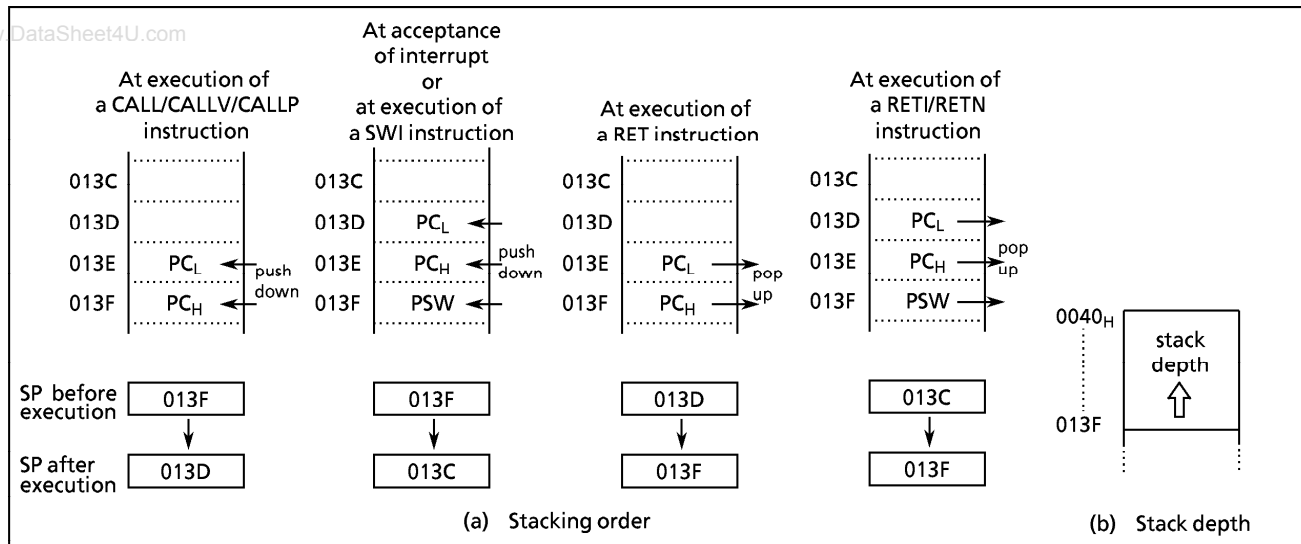 .DataSheet4U.com
At execution of
a CALL/CALLV/CALLP
instruction
013C
013D
013E PCL
013F PCH
push
down
At acceptance
of interrupt
or
at execution of
a SWI instruction
013C
013D PCL
013E PCH
013F PSW
push
down
At execution of
a RET instruction
013C
013D
013E PCL
013F PCH
pop
up
At execution of
a RETI/RETN
instruction
013C
013D PCL
013E PCH
013F PSW
pop
up
SP before
execution
013F 013F 013D 013C
SP after
execution
013D 013C 013F 013F
(a) Stacking order
0040H
stack
depth
013F
(b) Stack depth